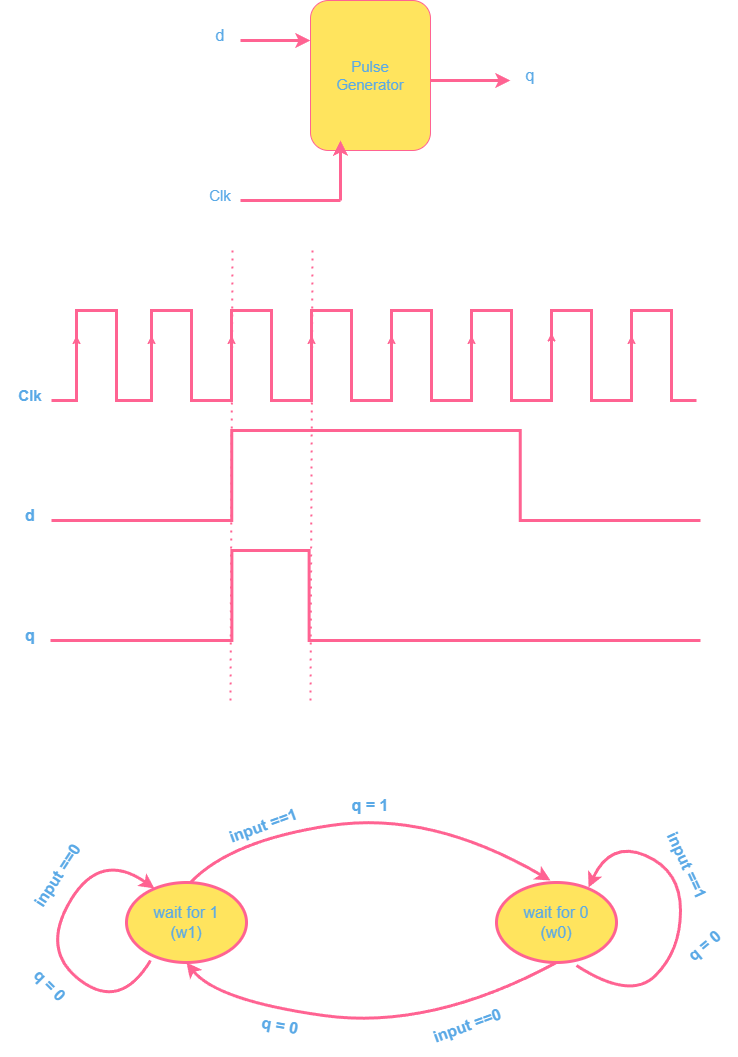 d
Pulse
Generator
q
Clk
Clk
d
q
q = 1
input ==1
input ==0
input ==1
wait for 1
(w1)
wait for 0
(w0)
q = 0
q = 0
q = 0
input ==0